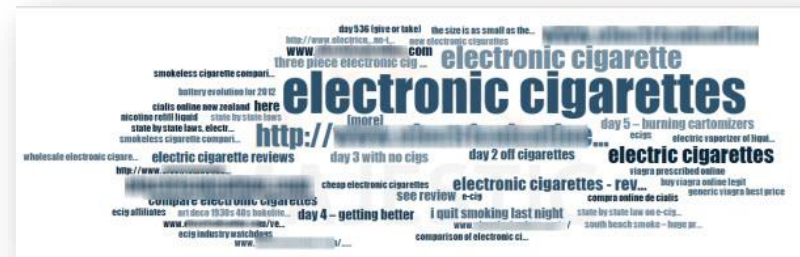 day 536 (give or take) the size is as small as the...
new electronic cigarettes
www. com
three piece electronic cig ... electronic cigarette
smokeless cigarette compari...
electronic cigarettes
battery evolution for 2012
cialis online new zealand here
nicotine refill liquid state by state laws [more]
day 5 – burning cartomizers
state by state laws, electr... http:// e...
smokeless cigarette compari... ecigs electric vaporizer of liqui...
wholesale electronic cigare... electric cigarette reviews day 3 with no cigs day 2 off cigarettes electric cigarettes
http://www. viagra prescribed online
cheap electronic cigarettes electronic cigarettes - rev... buy viagra online legit
generic viagra best price
compare electronic cigarettes see review e-cig compra online de cialis
ecig affiliates art deco 1930s 40s bakelite... day 4 – getting better i quit smoking last night state by state law on e-cig...
www. /ve... www. / south beach smoke – huge pr...
ecig industry watchdogs
www. /.... comparison of electronic ci...